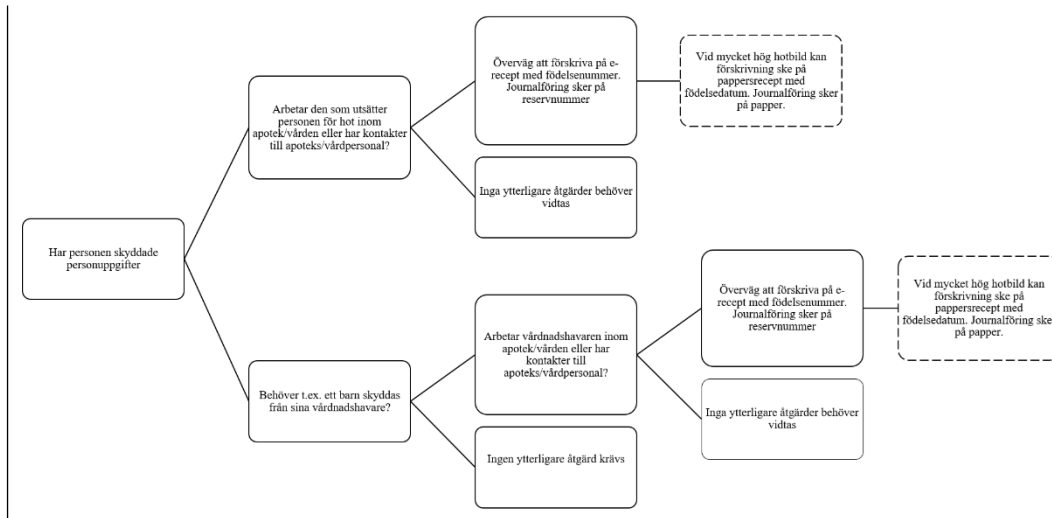 Har personen skyddade
personuppgifter
Arbetar den som utsätter
personen för hot inom
apotek/vården eller har kontakter
till apoteks/vårdpersonal?
Överväg att förskriva på e-
recept med födelsenummer.
Journalföring sker på
reservnummer
Vid mycket hög hotbild kan
förskrivning ske på
pappersrecept med
födelsedatum. Journalföring sker
på papper.
Inga ytterligare åtgärder behöver
vidtas
Behöver t.ex. ett barn skyddas
från sina vårdnadshavare?
Arbetar vårdnadshavaren inom
apotek/vården eller har
kontakter till
apoteks/vårdpersonal?
Överväg att förskriva på e-
recept med födelsenummer.
Journalföring sker på
reservnummer
Vid mycket hög hotbild kan
förskrivning ske på
pappersrecept med
födelsedatum. Journalföring ske
på papper.
Inga ytterligare åtgärder behöver
vidtas
Ingen ytterligare åtgärd krävs